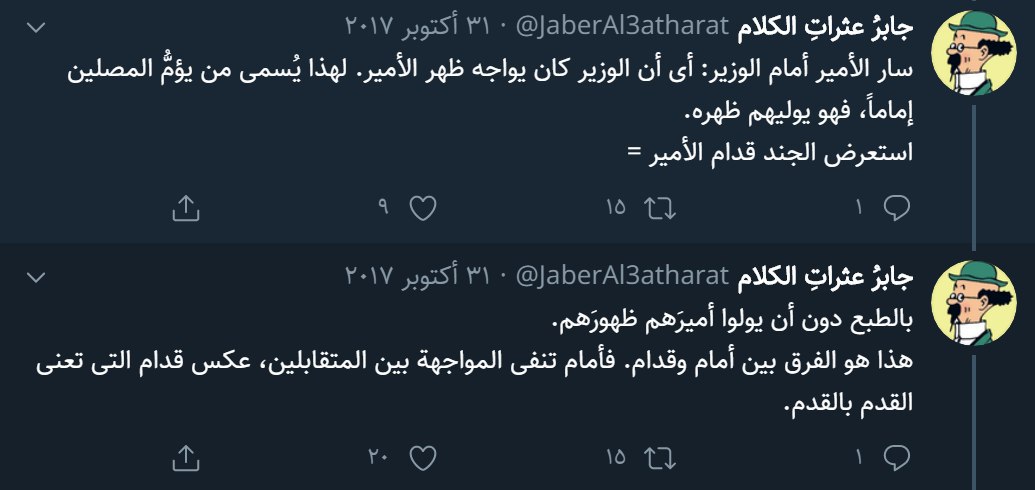 جابرُ عثراتِ الكلام @JaberAl3atharat · ٣١ أكتوبر ٢٠١٧
سار الأمير أمام الوزير: أى أن الوزير كان يواجه ظهر الأمير. لهذا يُسمى من يؤمُّ المصلين
إماماً، فهو يوليهم ظهره.
استعرض الجند قدام الأمير =
١ ١٥ ٩
جابرُ عثراتِ الكلام @JaberAl3atharat · ٣١ أكتوبر ٢٠١٧
بالطبع دون أن يولوا أميرَهم ظهورَهم.
هذا هو الفرق بين أمام وقدام. فأمام تنفى المواجهة بين المتقابلين، عكس قدام التى تعنى
القدم بالقدم.
١ ١٥ ٢٠